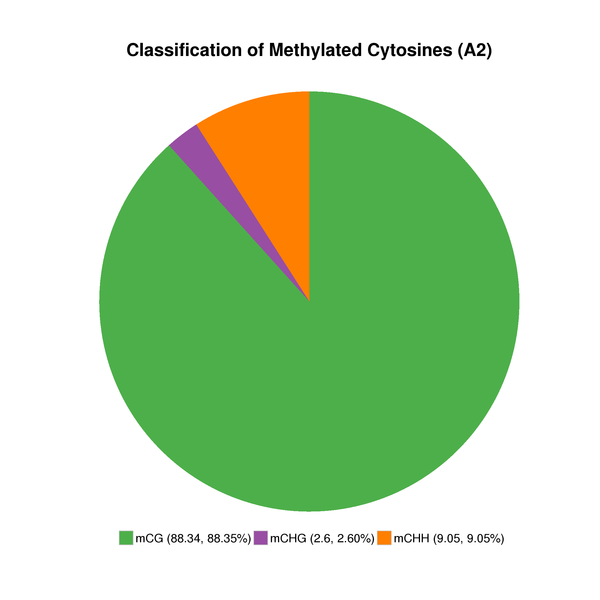 Classification of Methylated Cytosines (A2)
mCG (88.34, 88.35%) mCHG (2.6, 2.60%) mCHH (9.05, 9.05%)